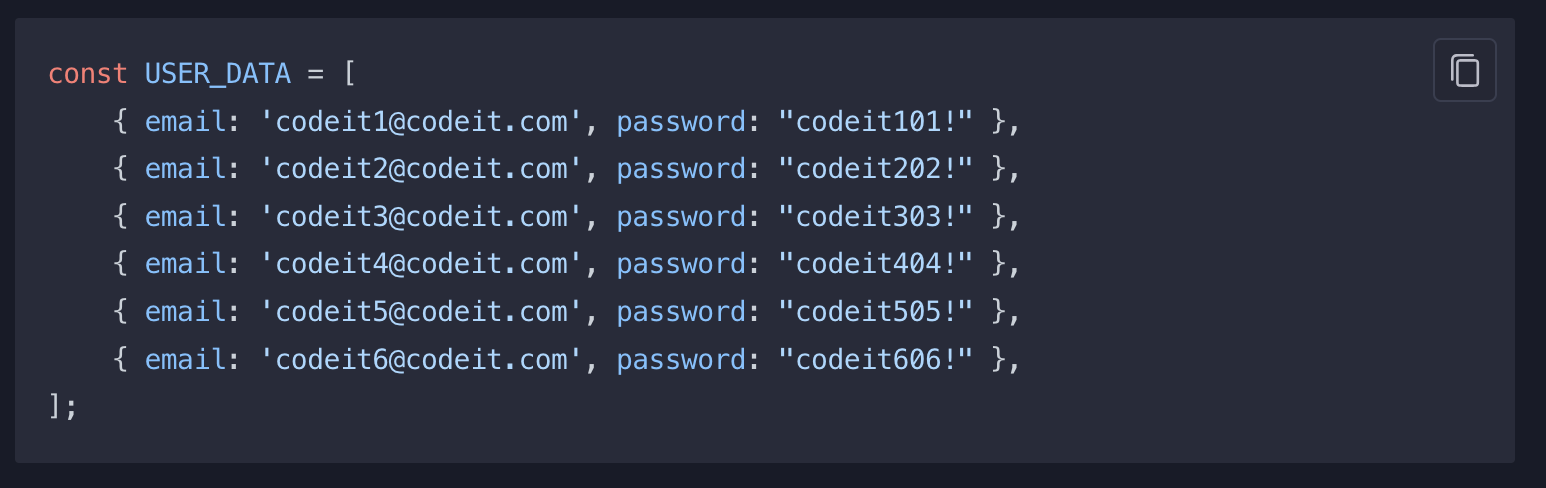 const USER_DATA = [
    { email: 'codeit1@codeit.com', password: "codeit101!" },
    { email: 'codeit2@codeit.com', password: "codeit202!" },
    { email: 'codeit3@codeit.com', password: "codeit303!" },
    { email: 'codeit4@codeit.com', password: "codeit404!" },
    { email: 'codeit5@codeit.com', password: "codeit505!" },
    { email: 'codeit6@codeit.com', password: "codeit606!" },
];